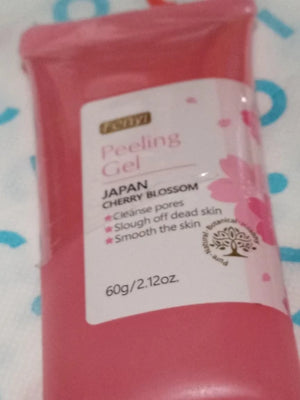 Fenyi
Peeling
Gel
JAPAN
CHERRY BLOSSOM
★Cleanse pores
★Slough off dead skin
★Smooth the skin
60g/2.12oz.